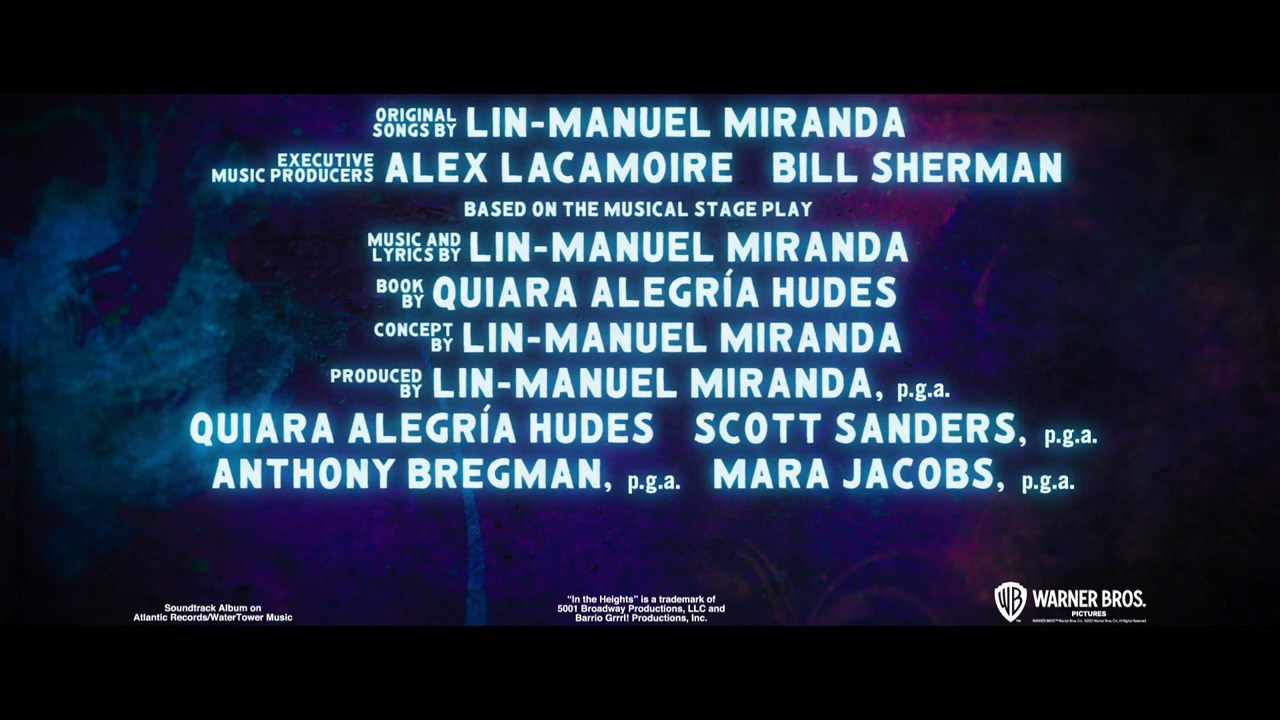 ORIGINAL SONGS BY LIN-MANUEL MIRANDA
EXECUTIVE MUSIC PRODUCERS ALEX LACAMOIRE BILL SHERMAN
BASED ON THE MUSICAL STAGE PLAY
MUSIC AND LYRICS BY LIN-MANUEL MIRANDA
BOOK BY QUIARA ALEGRÍA HUDES
CONCEPT BY LIN-MANUEL MIRANDA
PRODUCED BY LIN-MANUEL MIRANDA, p.g.a.
QUIARA ALEGRÍA HUDES SCOTT SANDERS, p.g.a.
ANTHONY BREGMAN, p.g.a. MARA JACOBS, p.g.a.
Soundtrack Album on
Atlantic Records/WaterTower Music
“In the Heights” is a trademark of
5001 Broadway Productions, LLC and
Barrio Grrrl! Productions, Inc.
WB WARNER BROS.
PICTURES